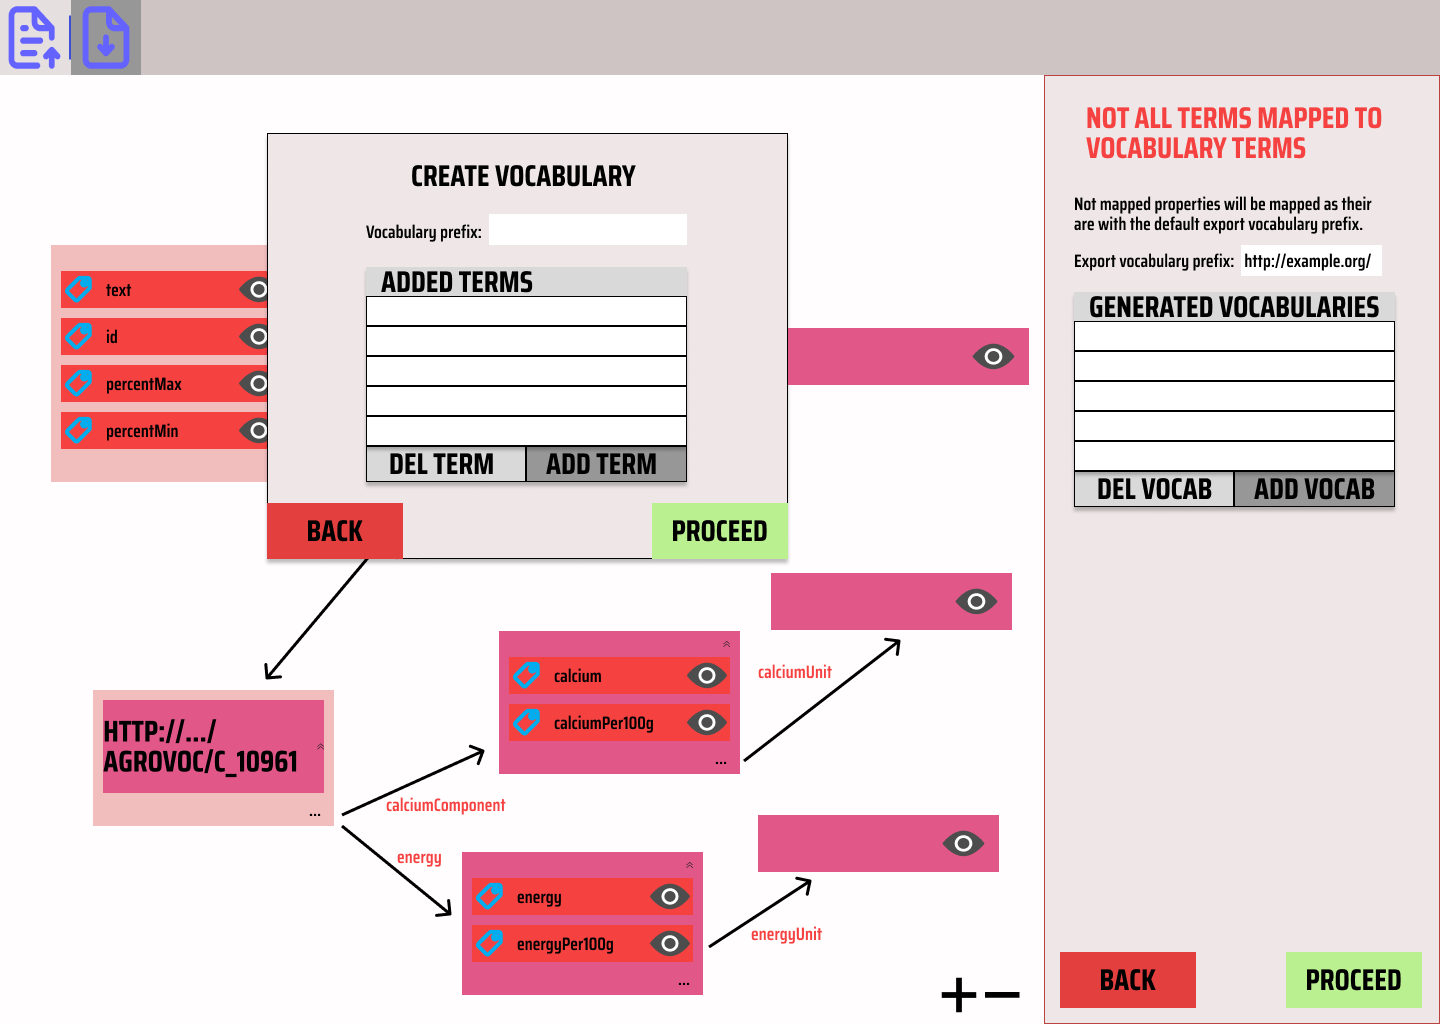 NOT ALL TERMS MAPPED TO
VOCABULARY TERMS
Not mapped properties will be mapped as their
are with the default export vocabulary prefix.
Export vocabulary prefix: http://example.org/
GENERATED VOCABULARIES
DEL VOCAB ADD VOCAB
BACK PROCEED
CREATE VOCABULARY
Vocabulary prefix:
ADDED TERMS
DEL TERM ADD TERM
BACK PROCEED
text
id
percentMax
percentMin
HTTP://.../
AGROVOC/C_10961
...
calciumComponent
energy
calcium
calciumPer100g
...
calciumUnit
energy
energyPer100g
...
energyUnit